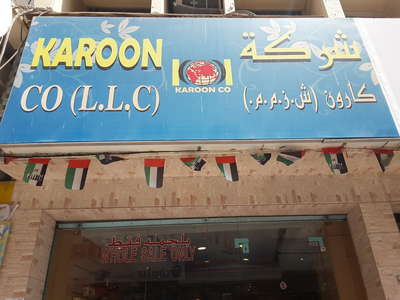 KAROON
CO (L.L.C)
KAROON CO
شركة
كارون (ش.ز.م.م.)
بالجملة فقط
WHOLE SALE ONLY